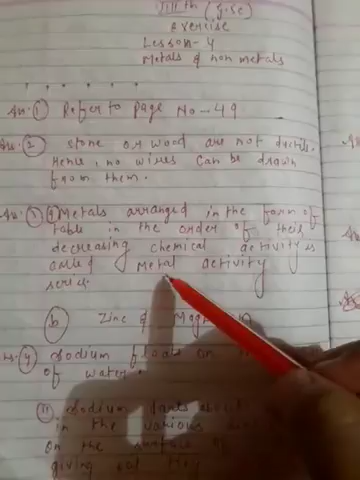 VIIIth (
Exercise
Lesson-4
Metals & non metals
Ans. ① Refer to Page No-49
Ans. ② Stone or wood are not ductile.
Hence, no wires can be drawn
from them.
Ans. ③ ⓐ Metals arranged in the form of
table in the order of their
decreasing chemical activity is
called Metal activity
series.
ⓑ Zinc &
Ans. ④ Sodium floats on
of water.
ⓘⓘ Sodium
in the various
on the surface
giving out